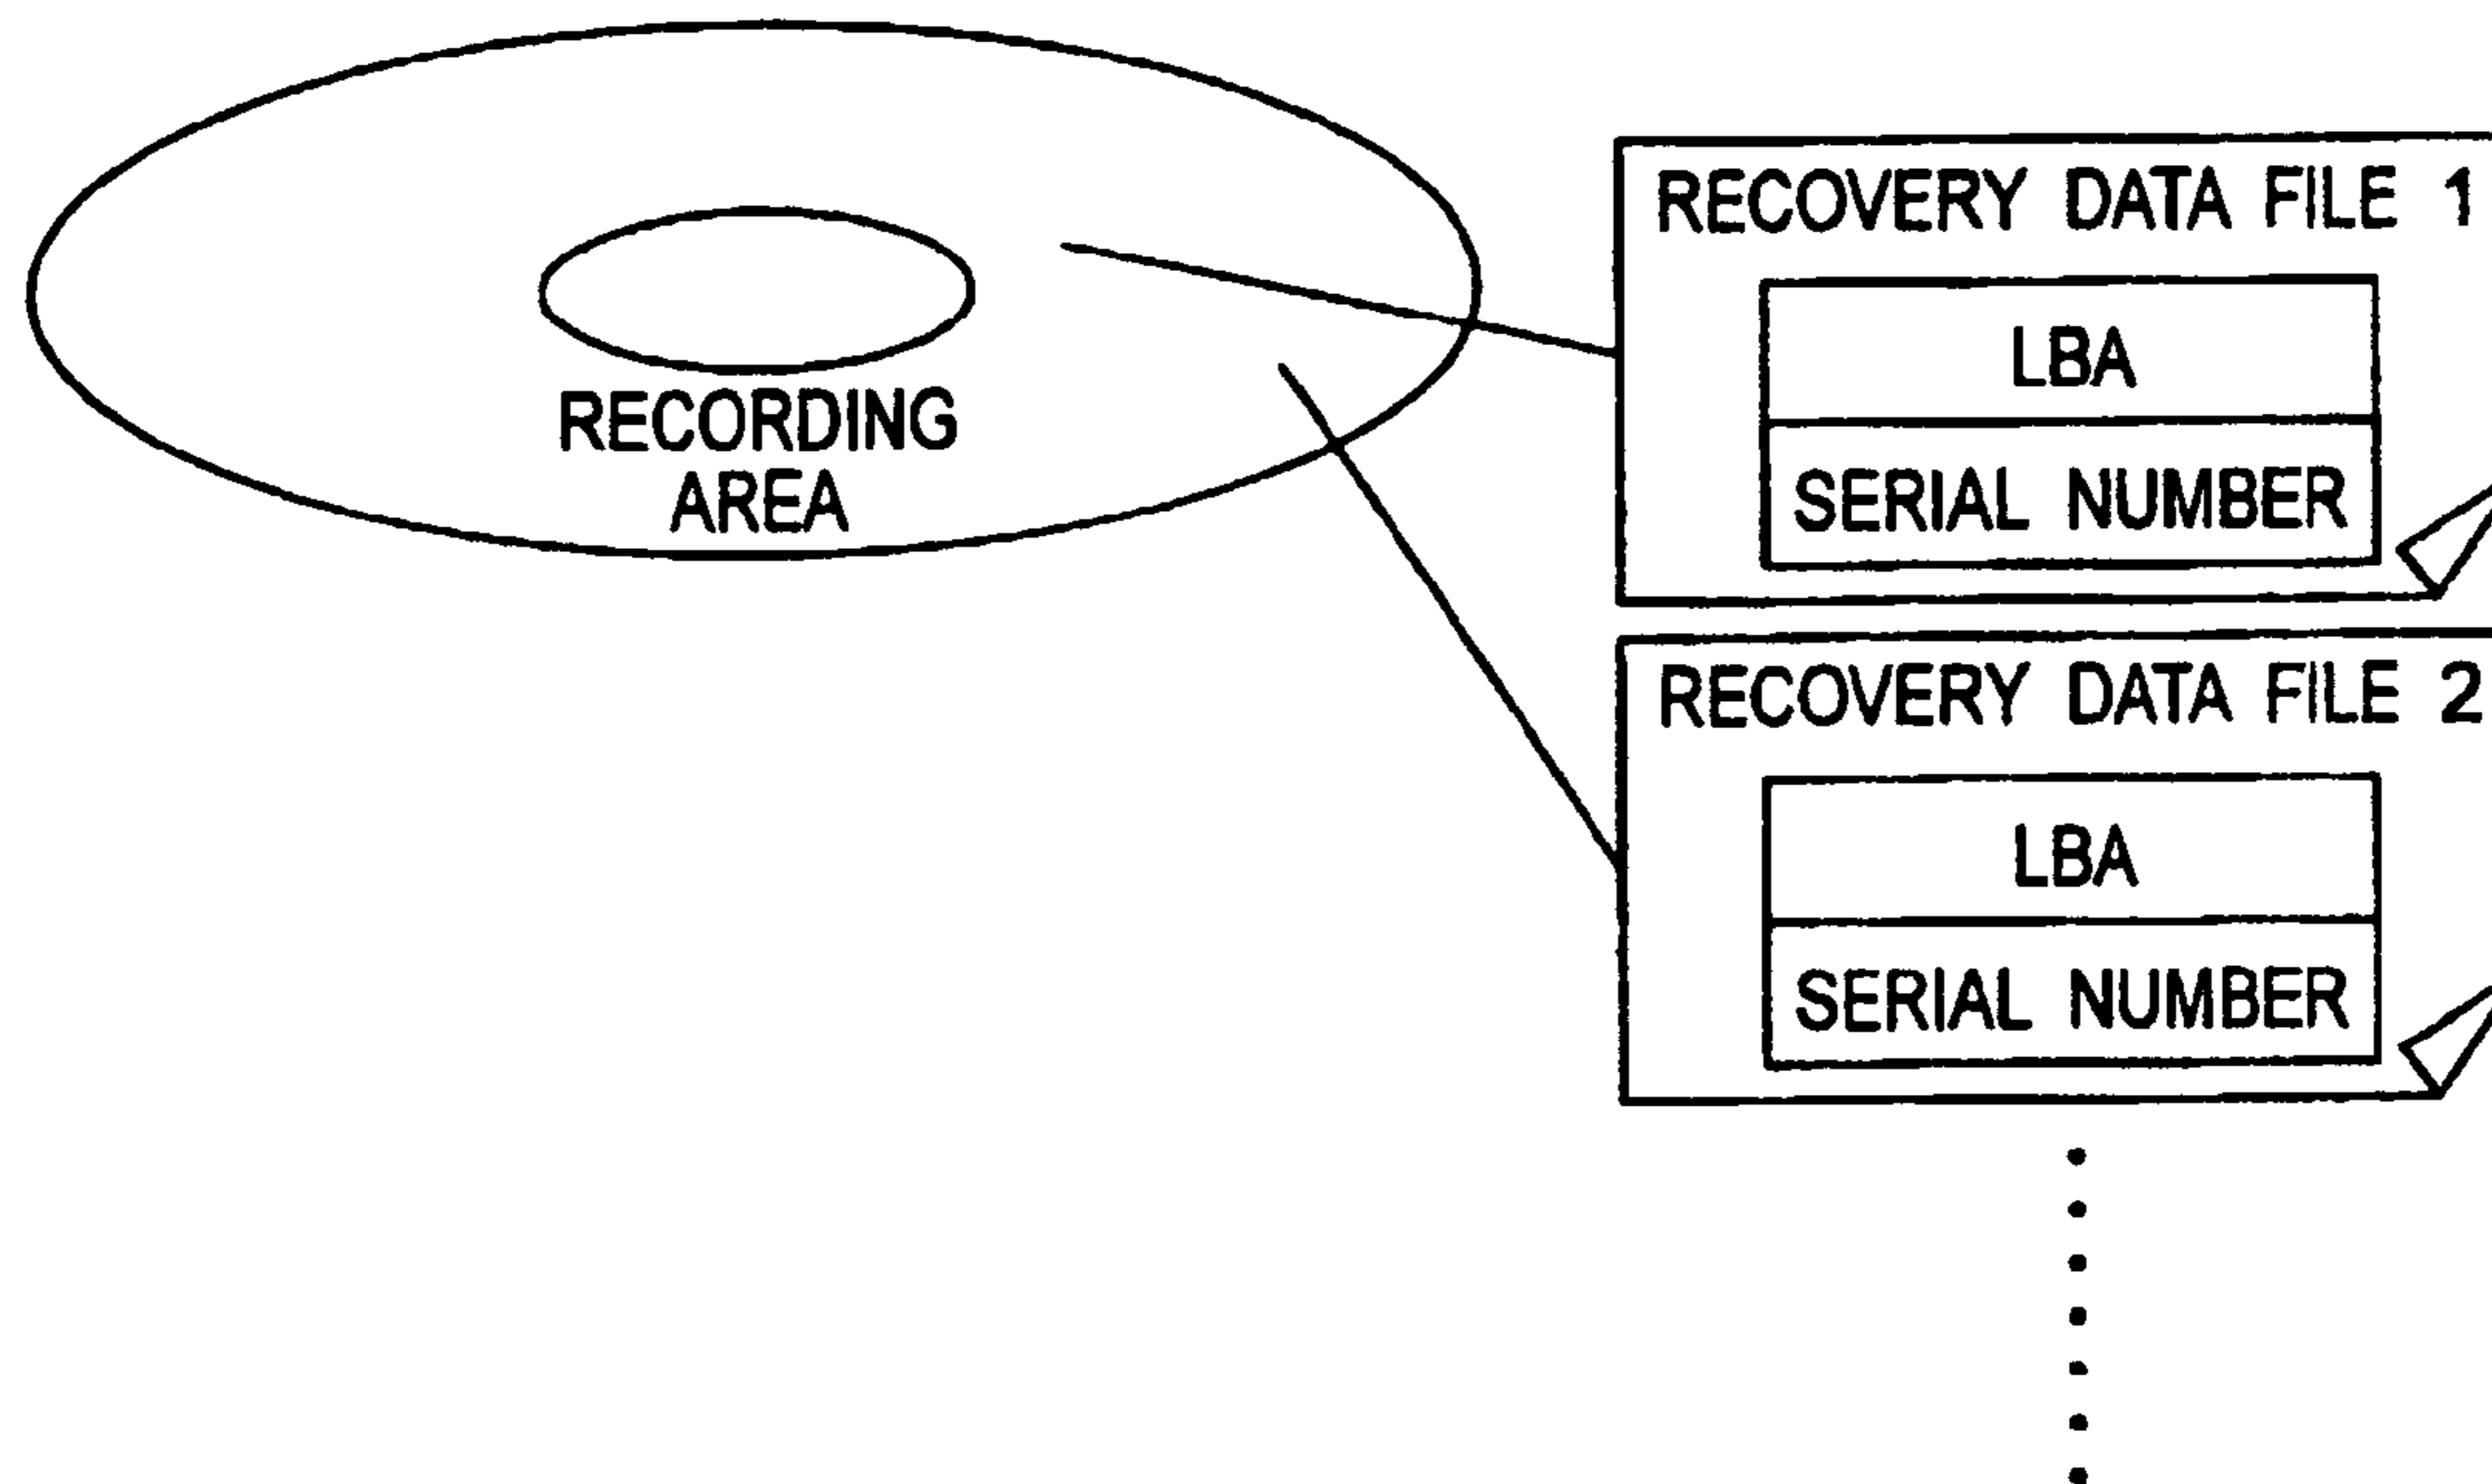 RECORDING
AREA
RECOVERY DATA FILE 1
LBA
SERIAL NUMBER
RECOVERY DATA FILE 2
LBA
SERIAL NUMBER